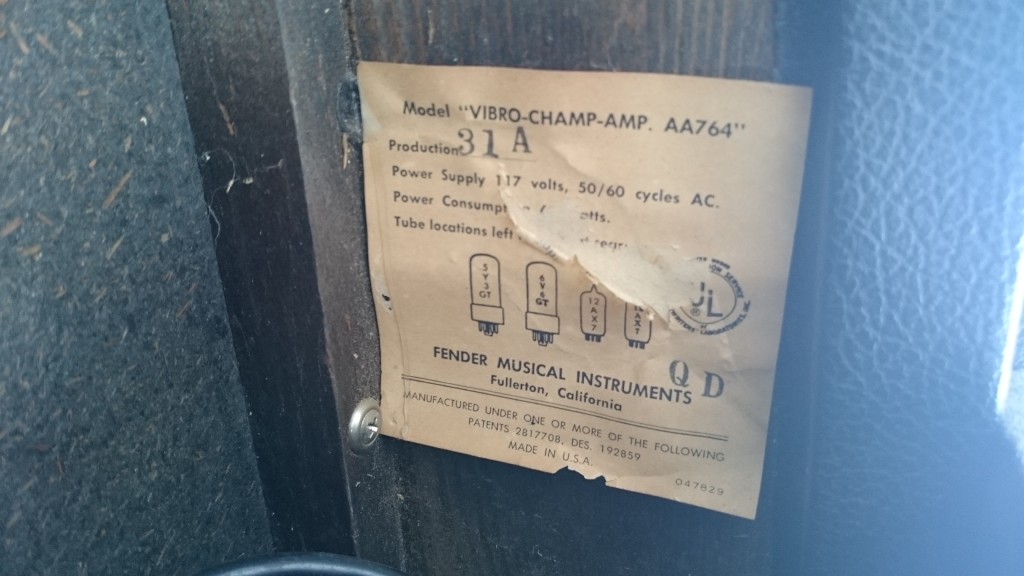 Model "VIBRO-CHAMP-AMP. AA764"
Production 31 A
Power Supply 117 volts, 50/60 cycles AC.
Power Consumpt
Tube locations left
5Y3GT
6V6GT
12AX7
UL
®
FENDER MUSICAL INSTRUMENTS
Q D
Fullerton, California
MANUFACTURED UNDER ONE OR MORE OF THE FOLLOWING
PATENTS 2817708, DES. 192859
MADE IN U.S.A.
047829